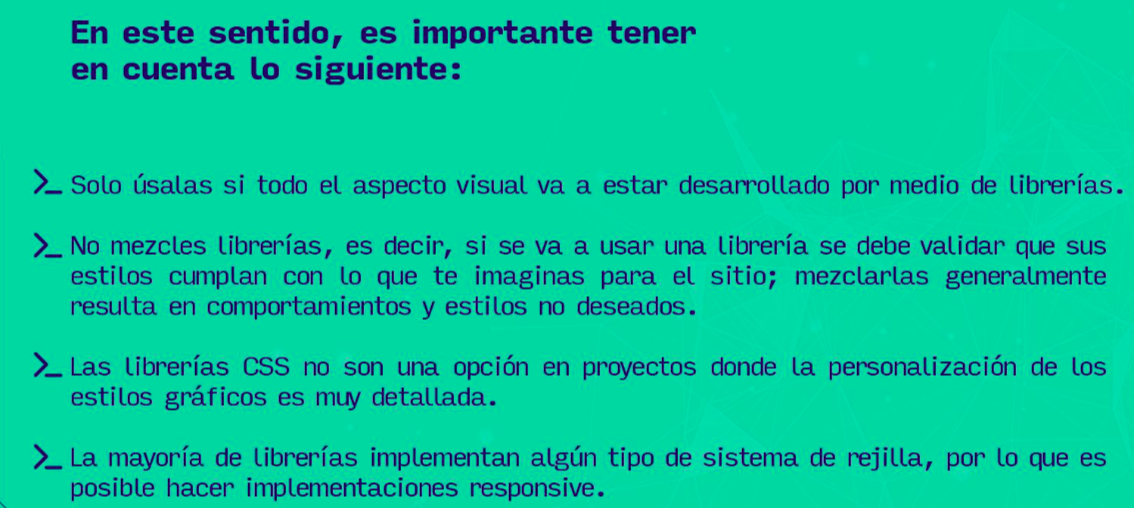 En este sentido, es importante tener
en cuenta lo siguiente:
Solo úsalas si todo el aspecto visual va a estar desarrollado por medio de librerías.
No mezcles librerías, es decir, si se va a usar una librería se debe validar que sus
estilos cumplan con lo que te imaginas para el sitio; mezclarlas generalmente
resulta en comportamientos y estilos no deseados.
Las librerías CSS no son una opción en proyectos donde la personalización de los
estilos gráficos es muy detallada.
La mayoría de librerías implementan algún tipo de sistema de rejilla, por lo que es
posible hacer implementaciones responsive.